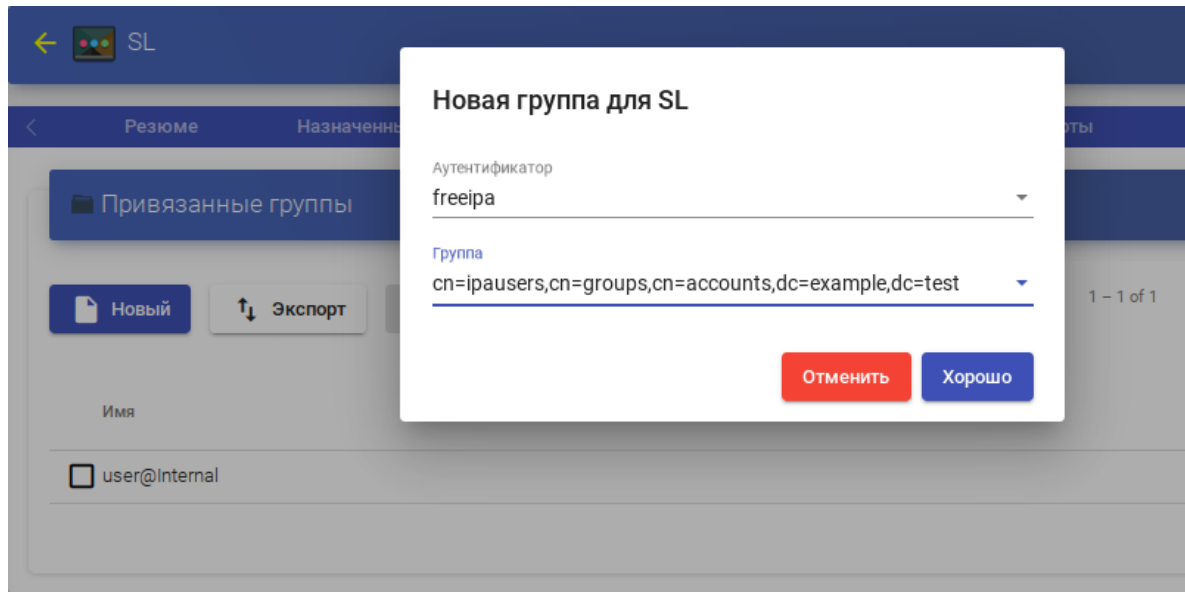 SL
Резюме
Назначенны
оты
Новая группа для SL
Аутентификатор
freeipa
Группа
cn=ipausers,cn=groups,cn=accounts,dc=example,dc=test
Отменить
Хорошо
Привязанные группы
Новый
Экспорт
1 – 1 of 1
Имя
user@Internal